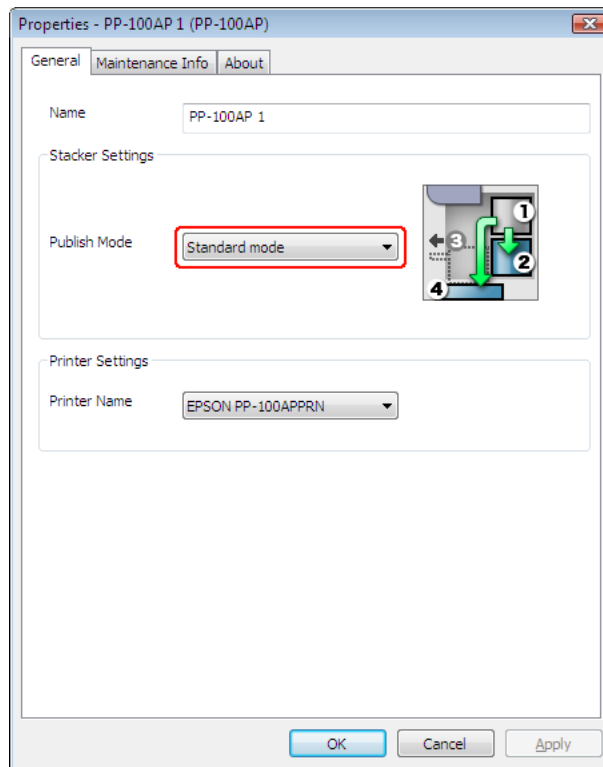 Properties - PP-100AP 1 (PP-100AP)
General Maintenance Info About
Name PP-100AP 1
Stacker Settings
1
Publish Mode Standard mode 3
2
4
Printer Settings
Printer Name EPSON PP-100APPRN
OK Cancel Apply